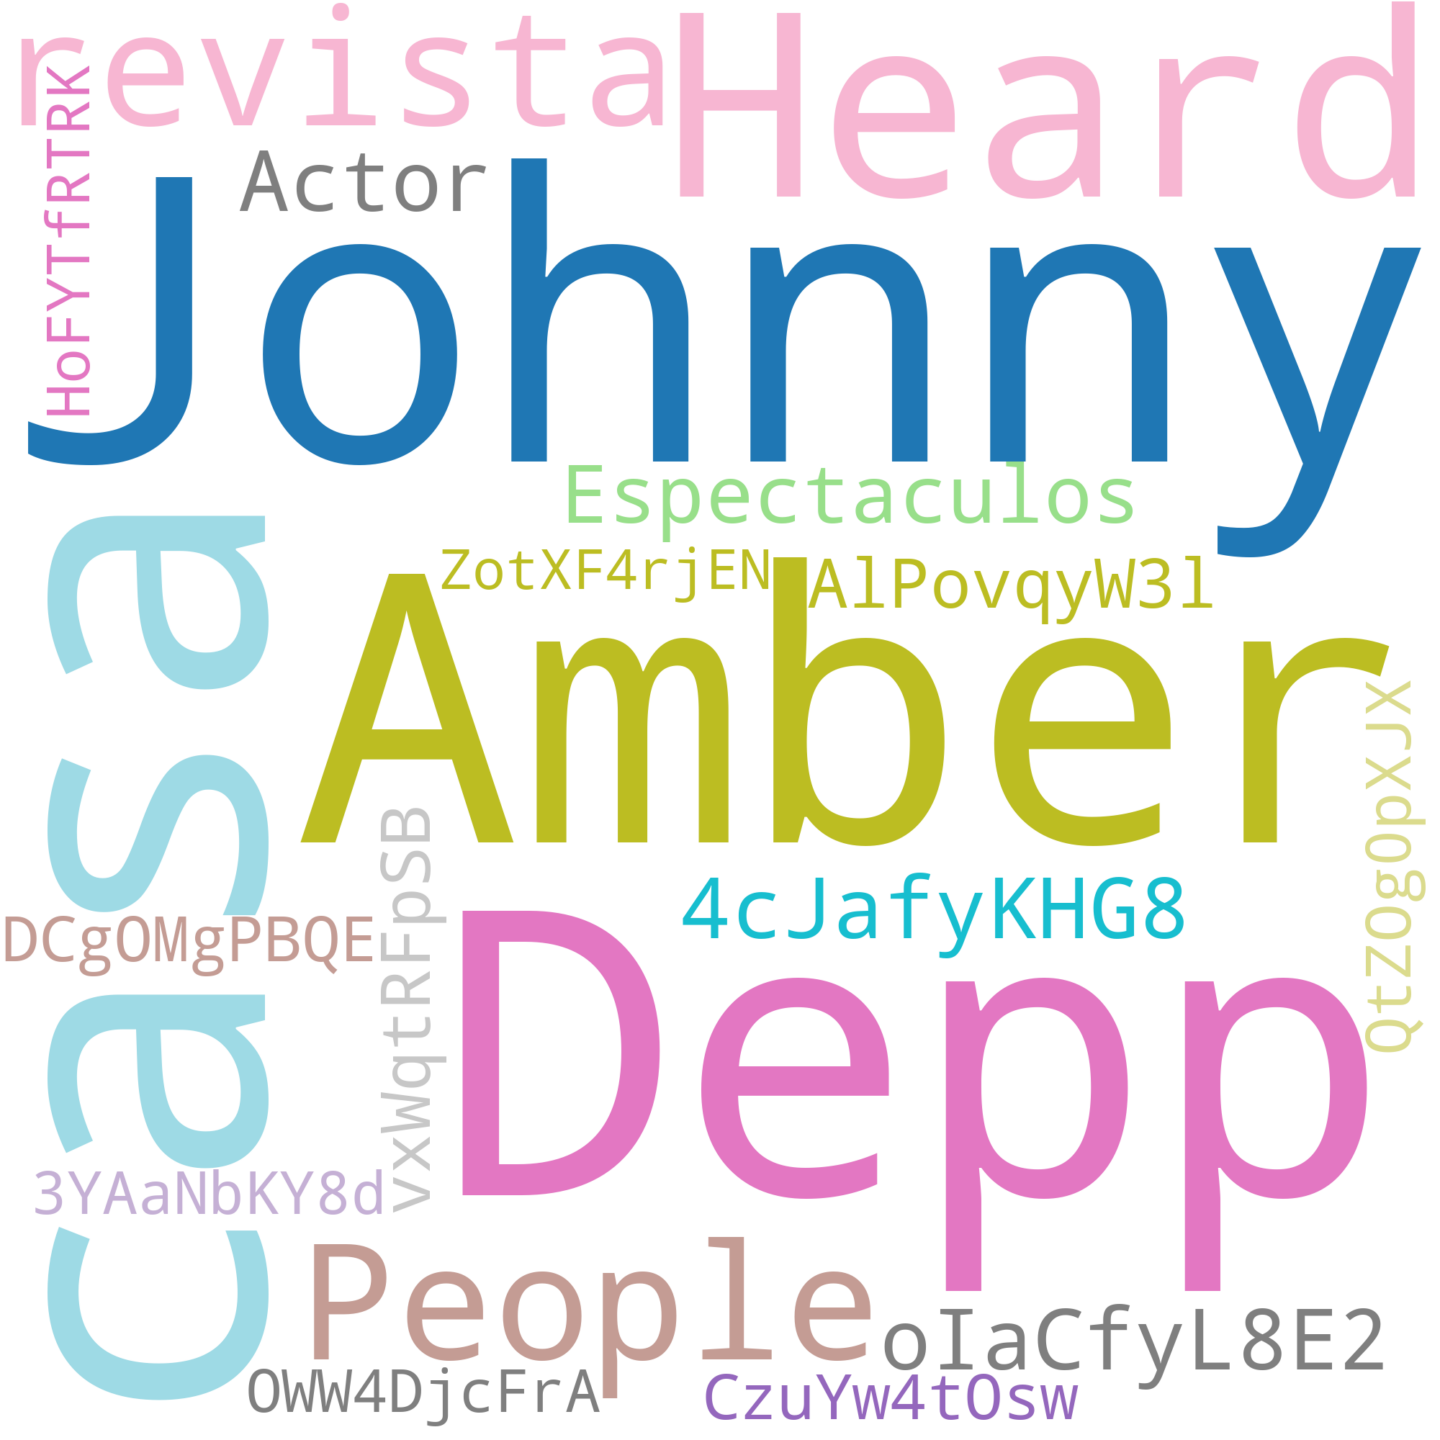 revista
Heard
HoFYTfRTRK
Actor
Johnny
Espectaculos
casa
ZotXF4rjEN
AlPovqyW3l
Amber
QtZOg0pXJX
vxWqtRFpSB
4cJafyKHG8
DCgOMgPBQE
Depp
3YAaNbKY8d
People
oIaCfyL8E2
OWW4DjcFrA
CzuYw4tOsw